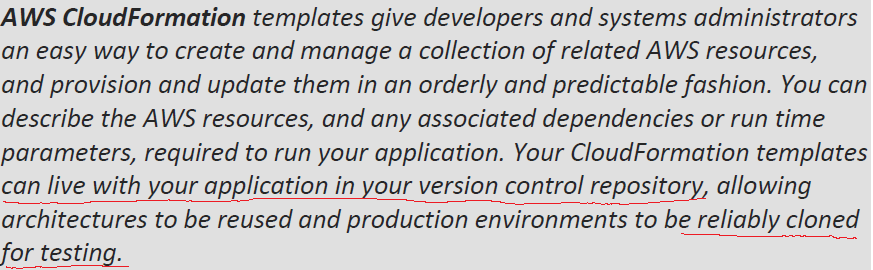 AWS CloudFormation templates give developers and systems administrators
an easy way to create and manage a collection of related AWS resources,
and provision and update them in an orderly and predictable fashion. You can
describe the AWS resources, and any associated dependencies or run time
parameters, required to run your application. Your CloudFormation templates
can live with your application in your version control repository, allowing
architectures to be reused and production environments to be reliably cloned
for testing.